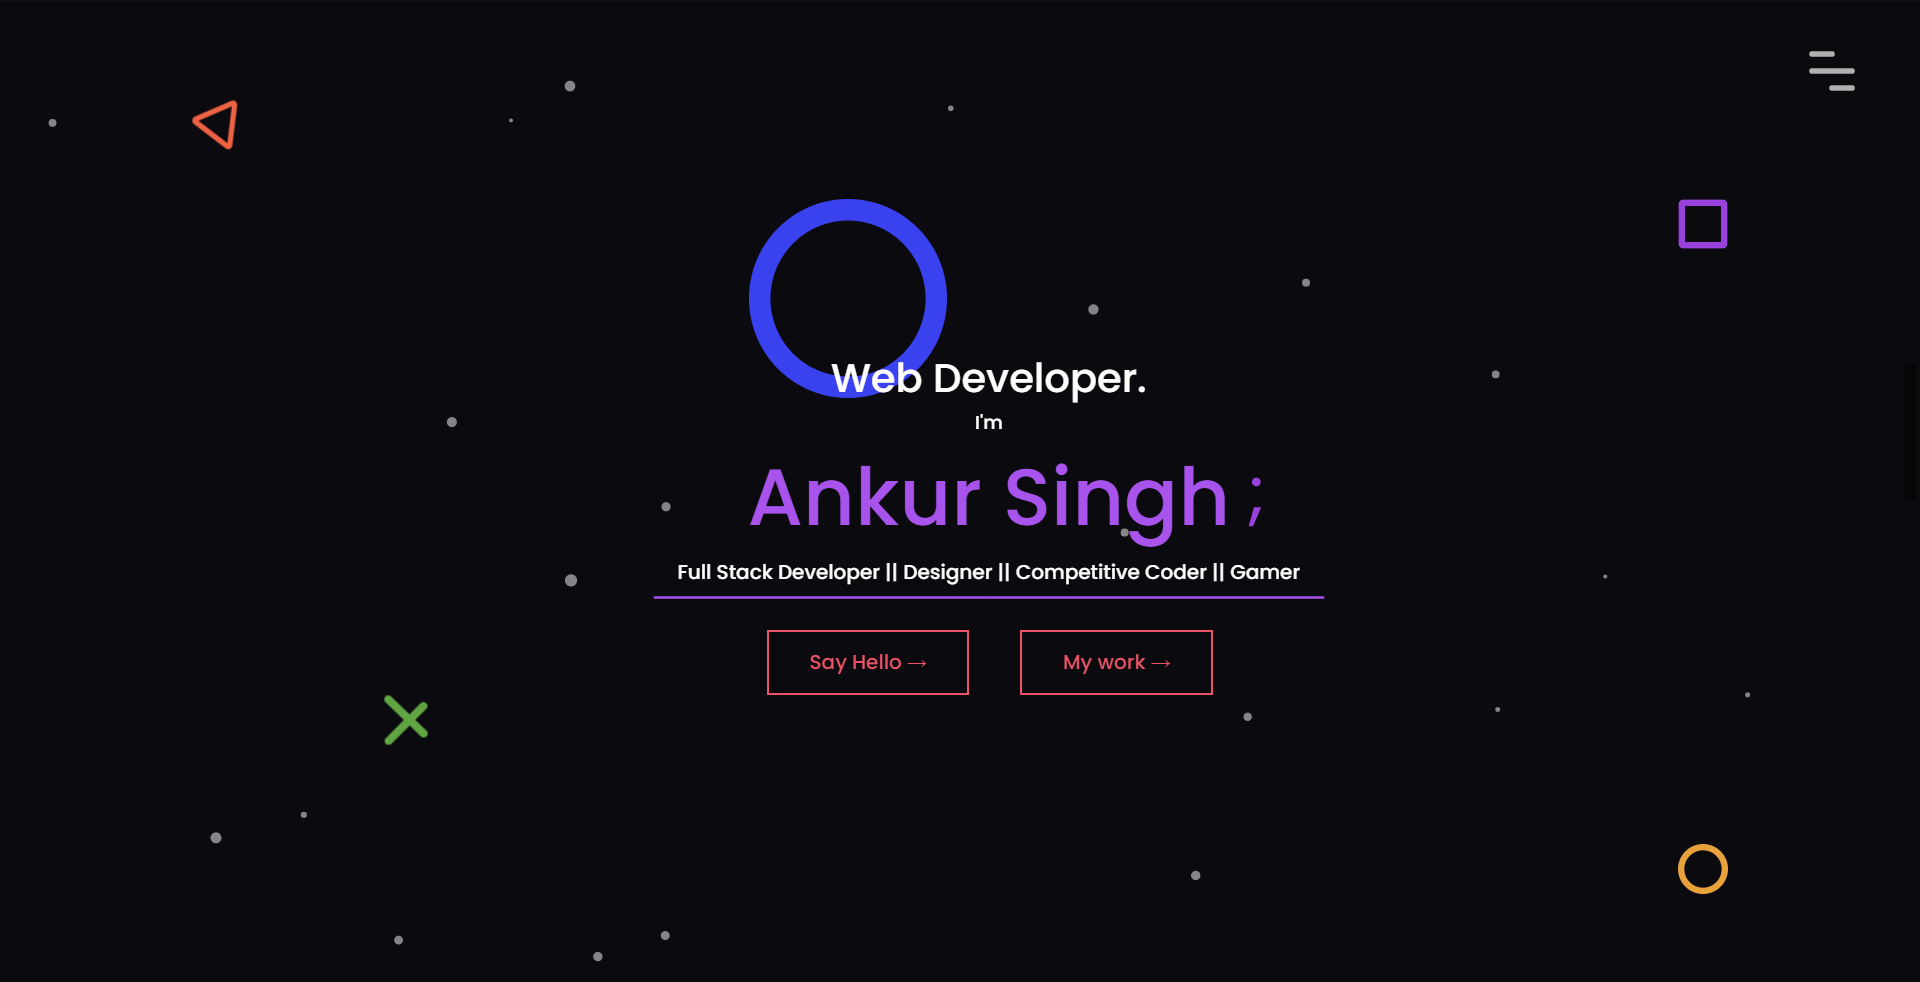 Web Developer.
I'm
Ankur Singh ;
Full Stack Developer || Designer || Competitive Coder || Gamer
Say Hello →
My work →